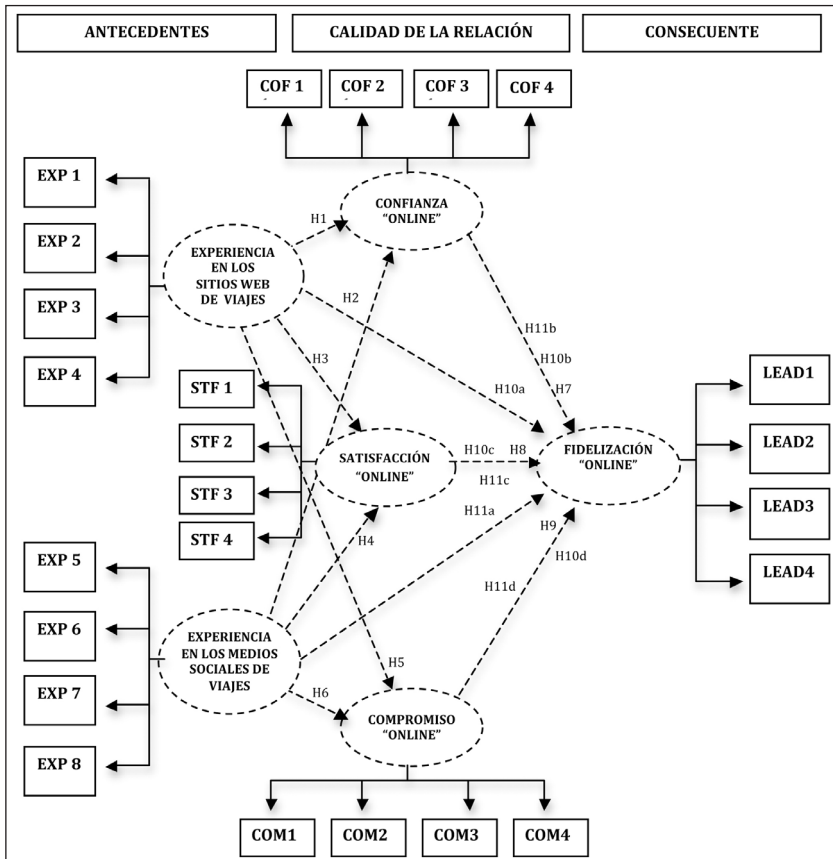 ANTECEDENTES
CALIDAD DE LA RELACIÓN
CONSECUENTE
COF 1
COF 2
COF 3
COF 4
EXP 1
EXP 2
EXP 3
EXP 4
EXPERIENCIA
EN LOS
SITIOS WEB
DE VIAJES
CONFIANZA
"ONLINE"
H1
H2
H3
H11b
H10b
H7
H10a
STF 1
STF 2
STF 3
STF 4
SATISFACCIÓN
"ONLINE"
H10c
H8
H11c
H11a
FIDELIZACIÓN
"ONLINE"
LEAD1
LEAD2
LEAD3
LEAD4
H4
H9
H10d
H11d
EXP 5
EXP 6
EXP 7
EXP 8
EXPERIENCIA
EN LOS MEDIOS
SOCIALES DE
VIAJES
H5
H6
COMPROMISO
"ONLINE"
COM1
COM2
COM3
COM4